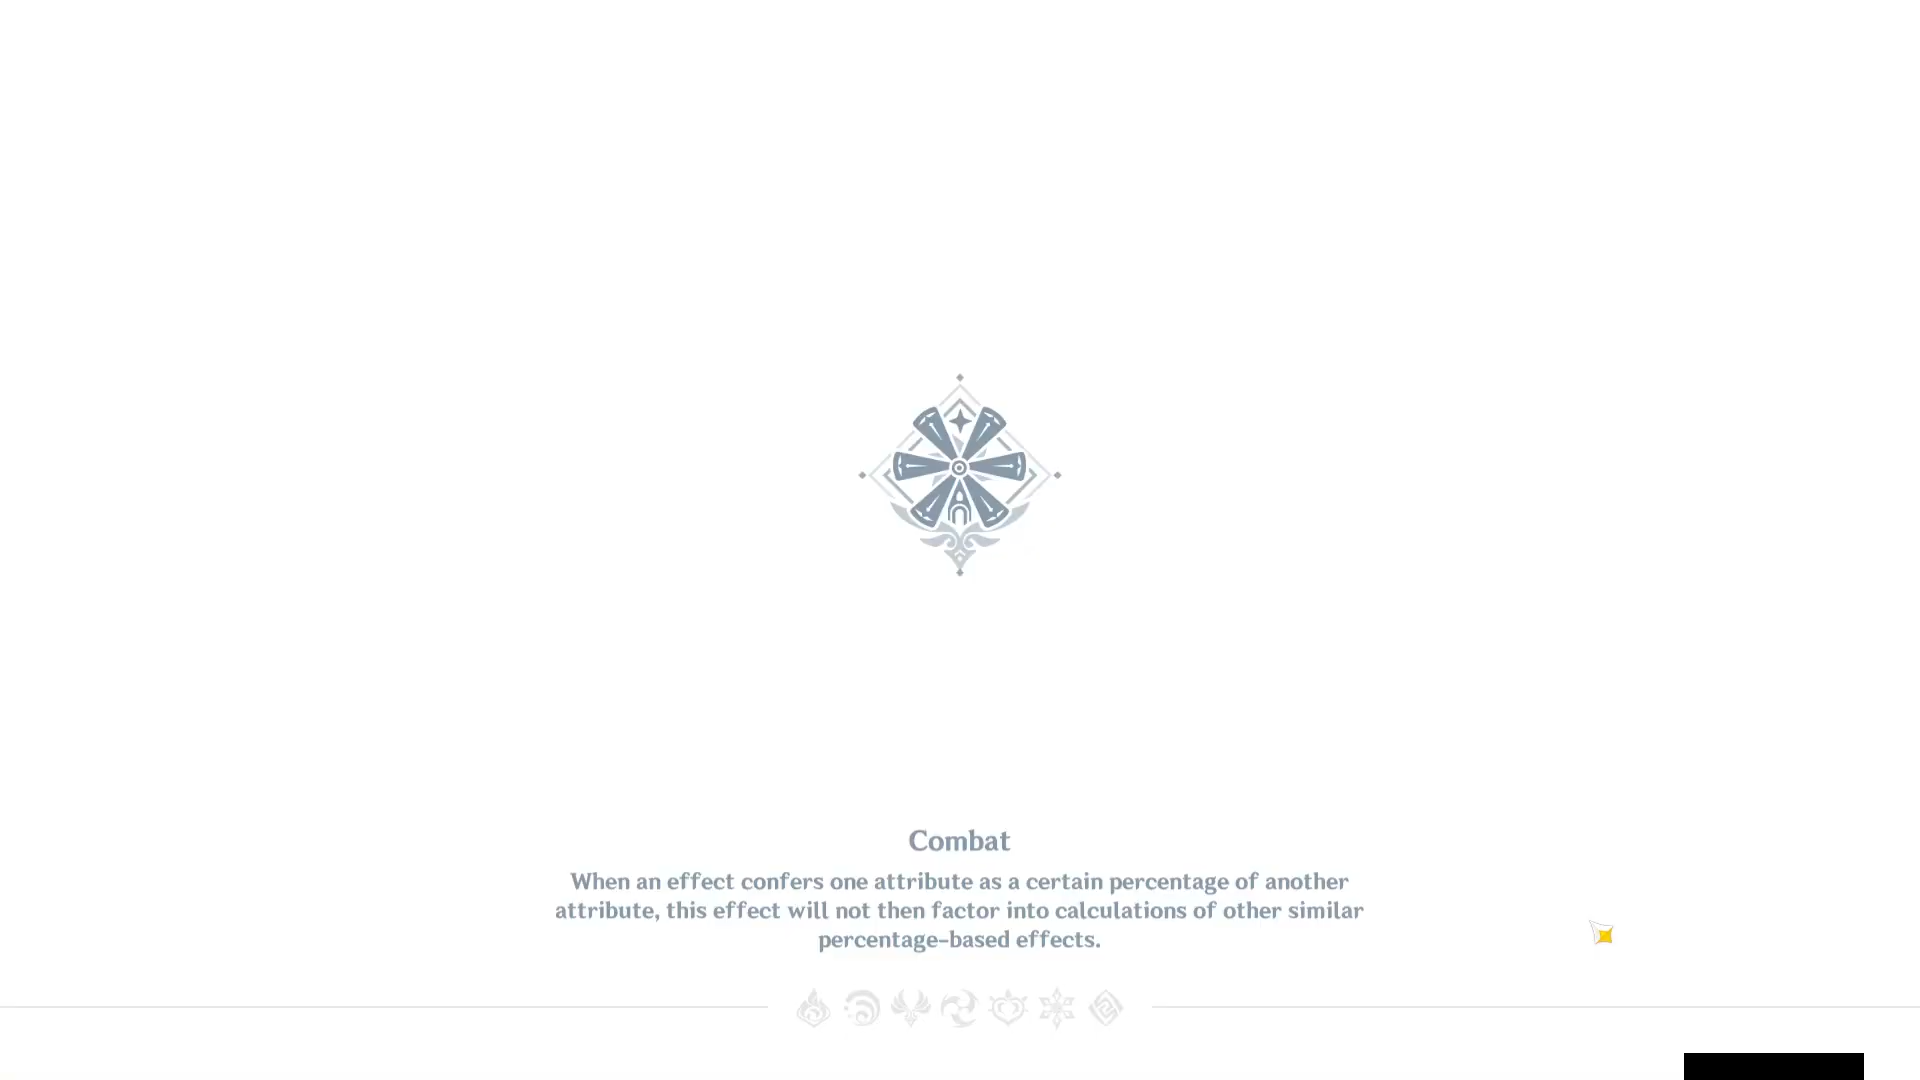 Combat
When an effect confers one attribute as a certain percentage of another
attribute, this effect will not then factor into calculations of other similar
percentage-based effects.